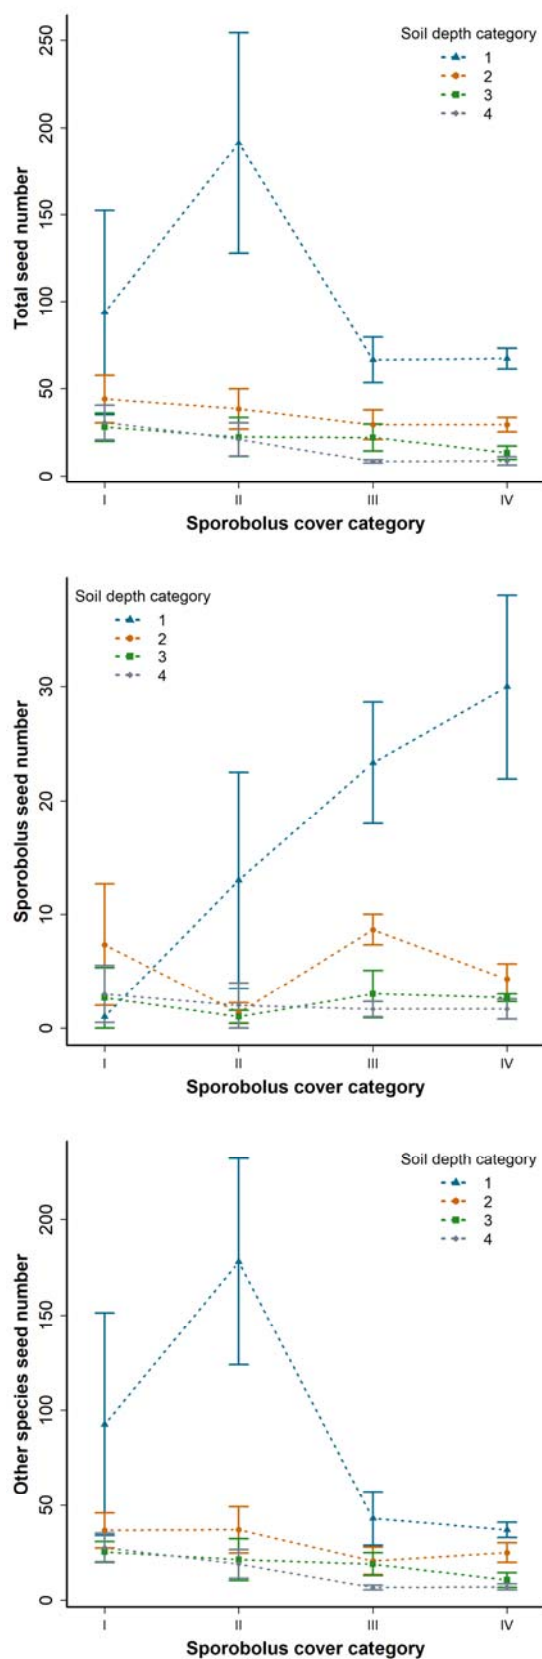 Soil depth category
1
2
3
4
Total seed number
0
50
100
150
200
250
I
II
III
IV
Sporobolus cover category
Soil depth category
1
2
3
4
Sporobolus seed number
0
10
20
30
I
II
III
IV
Sporobolus cover category
Soil depth category
1
2
3
4
Other species seed number
0
50
100
150
200
I
II
III
IV
Sporobolus cover category